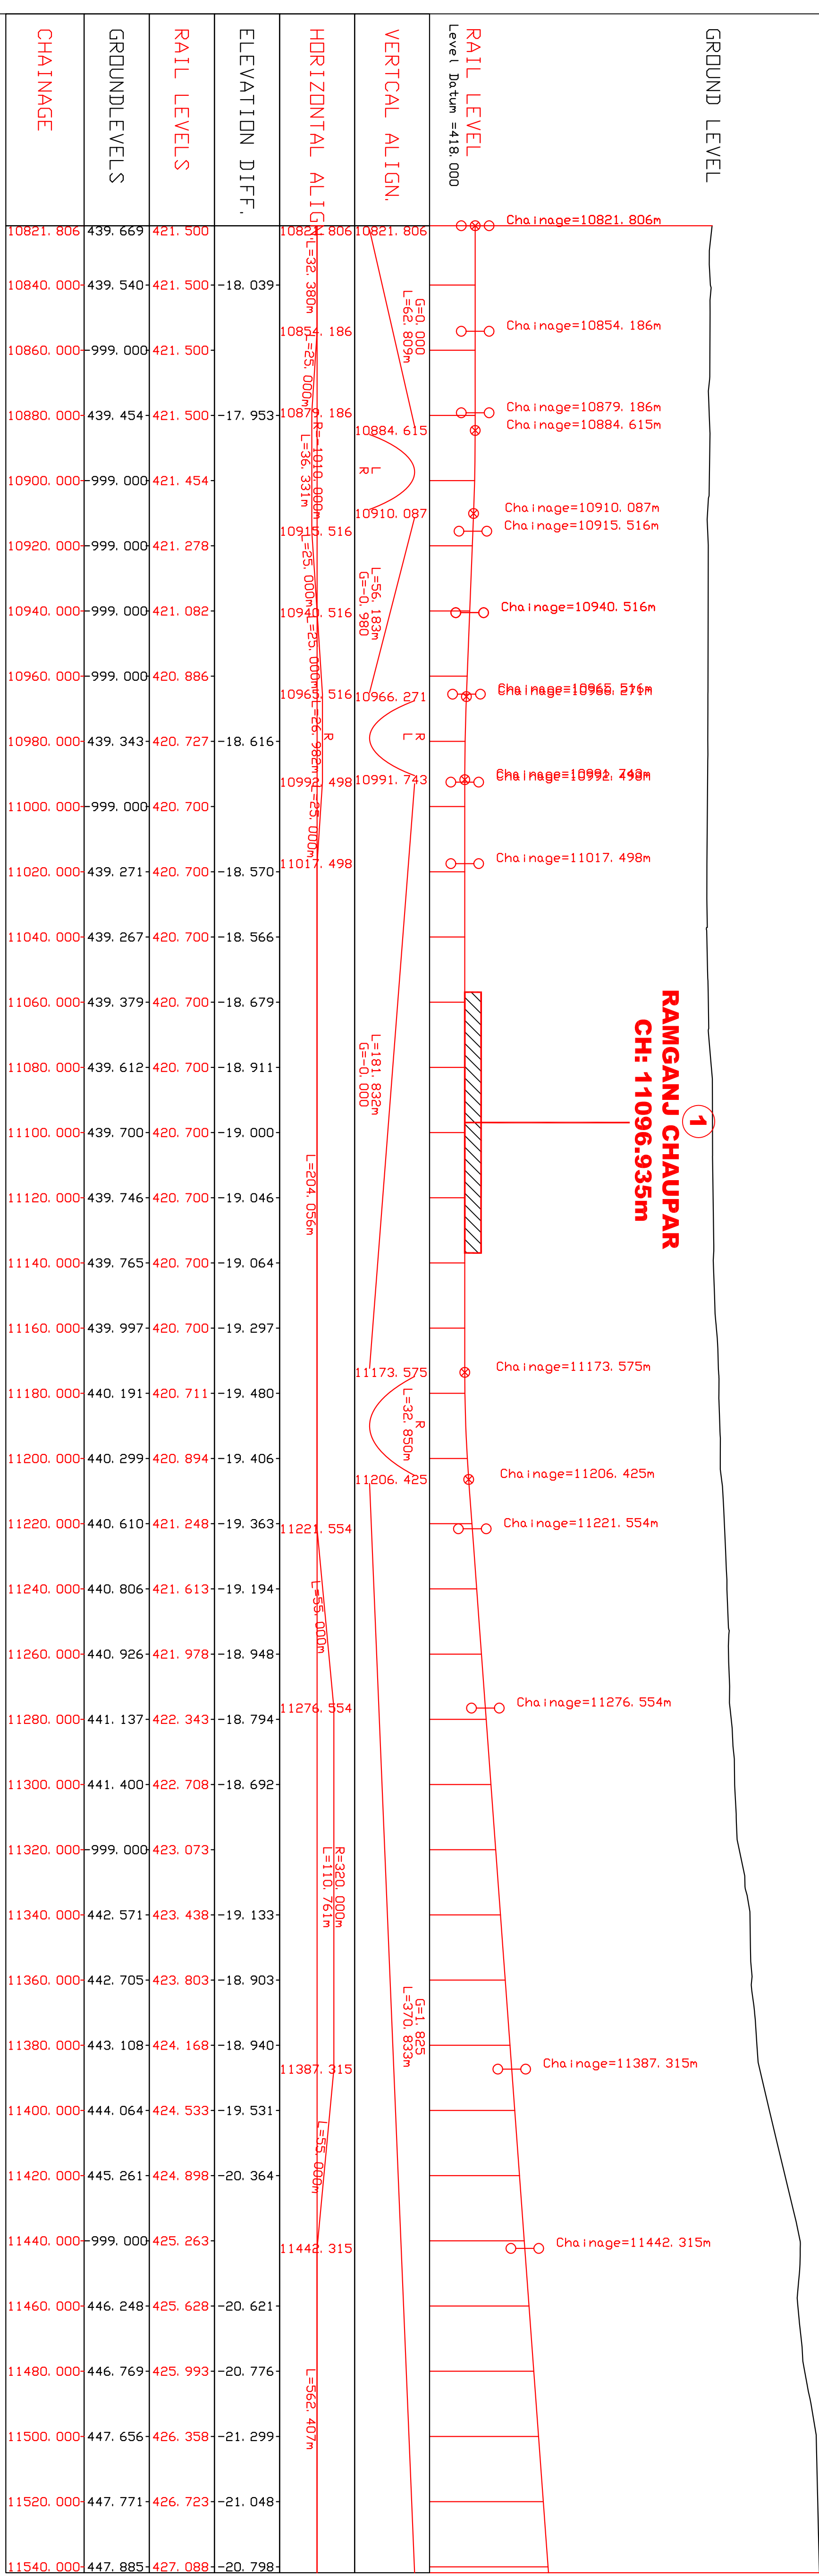 CHAINAGE
GROUNDLEVELS
RAIL LEVELS
ELEVATION DIFF.
HORIZONTAL ALIG
VERTCAL ALIGN.
RAIL LEVEL
Level Datum =418.000
GROUND LEVEL
10821.806 439.669 421.500
10840.000 439.540 421.500 -18.039
10860.000 -999.000 421.500
10880.000 439.454 421.500 -17.953
10900.000 -999.000 421.454
10920.000 -999.000 421.278
10940.000 -999.000 421.082
10960.000 -999.000 420.886
10980.000 439.343 420.727 -18.616
11000.000 -999.000 420.700
11020.000 439.271 420.700 -18.570
11040.000 439.267 420.700 -18.566
11060.000 439.379 420.700 -18.679
11080.000 439.612 420.700 -18.911
11100.000 439.700 420.700 -19.000
11120.000 439.746 420.700 -19.046
11140.000 439.765 420.700 -19.064
11160.000 439.997 420.700 -19.297
11180.000 440.191 420.711 -19.480
11200.000 440.299 420.894 -19.406
11220.000 440.610 421.248 -19.363
11240.000 440.806 421.613 -19.194
11260.000 440.926 421.978 -18.948
11280.000 441.137 422.343 -18.794
11300.000 441.400 422.708 -18.692
11320.000 -999.000 423.073
11340.000 442.571 423.438 -19.133
11360.000 442.705 423.803 -18.903
11380.000 443.108 424.168 -18.940
11400.000 444.064 424.533 -19.531
11420.000 445.261 424.898 -20.364
11440.000 -999.000 425.263
11460.000 446.248 425.628 -20.621
11480.000 446.769 425.993 -20.776
11500.000 447.656 426.358 -21.299
11520.000 447.771 426.723 -21.048
11540.000 447.885 427.088 -20.798
10821.806
L=32.380m
10854.186
L=25.000m
10879.186
R=-1010.000m
L=36.331m
10915.516
L=25.000m
10940.516
L=25.000m
10965.516
R
L=26.982m
10992.498
L=25.000m
11017.498
L=204.056m
11221.554
L=55.000m
11276.554
R=320.000m
L=110.761m
11387.315
L=55.000m
11442.315
L=562.407m
10821.806
G=0.000
L=62.809m
10884.615
L
R
10910.087
L=56.183m
G=-0.980
10966.271
R
L
10991.743
L=181.832m
G=-0.000
11173.575
R
L=32.850m
11206.425
G=1.825
L=370.833m
Chainage=10821.806m
Chainage=10854.186m
Chainage=10879.186m
Chainage=10884.615m
Chainage=10910.087m
Chainage=10915.516m
Chainage=10940.516m
Chainage=10965.516m
Chainage=10966.271m
Chainage=10991.743m
Chainage=10992.498m
Chainage=11017.498m
1
RAMGANJ CHAUPAR
CH: 11096.935m
Chainage=11173.575m
Chainage=11206.425m
Chainage=11221.554m
Chainage=11276.554m
Chainage=11387.315m
Chainage=11442.315m